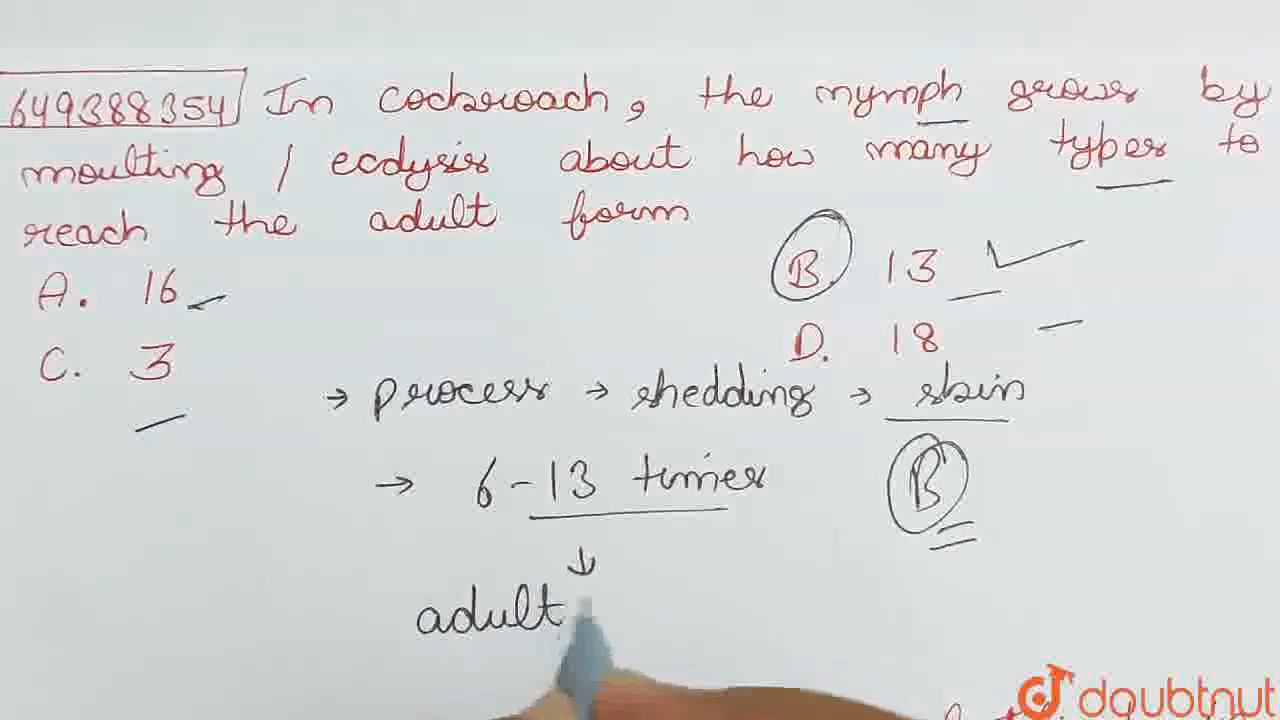 649388354 In cockroach, the nymph grows by
moulting / ecdysis about how many types to
reach the adult form
A. 16
B. 13
C. 3
D. 18
→ process → shedding → skin
→ 6-13 times
B
↓
adult
doubtnut